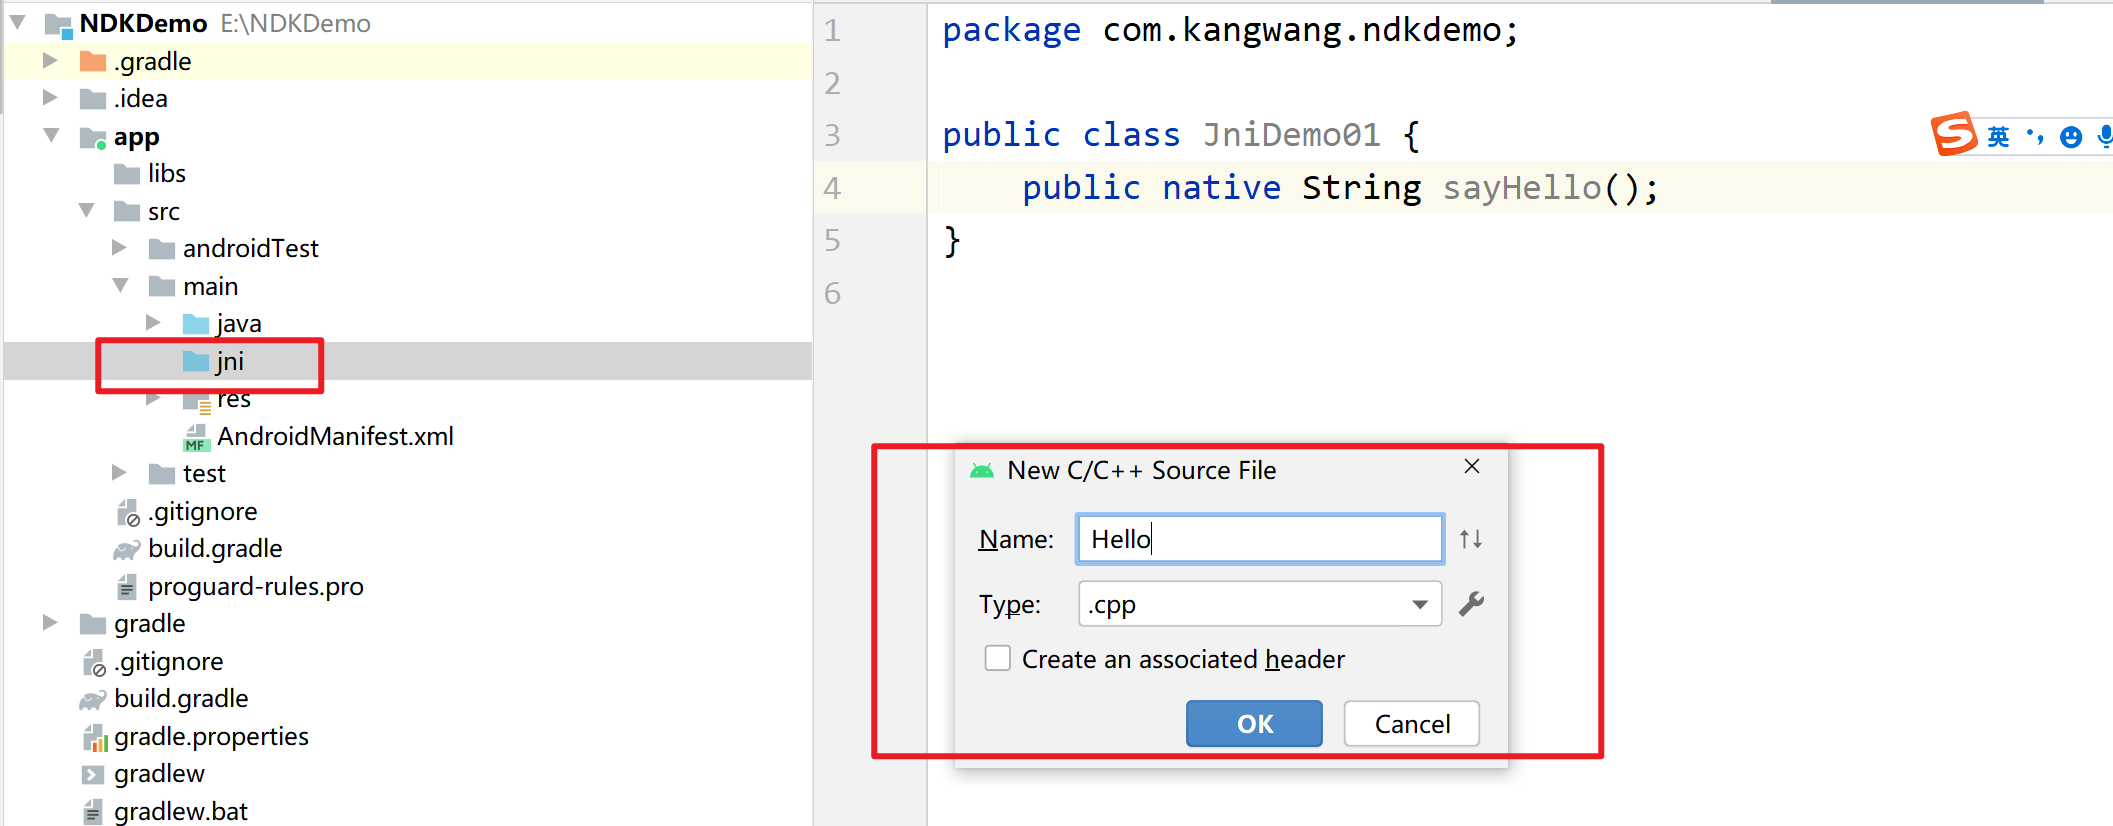 NDKDemo E:\NDKDemo
.gradle
.idea
app
libs
src
androidTest
main
java
jni
res
AndroidManifest.xml
MF
test
.gitignore
build.gradle
proguard-rules.pro
gradle
.gitignore
build.gradle
gradle.properties
gradlew
gradlew.bat
1 package com.kangwang.ndkdemo;
2
3 public class JniDemo01 {
4 public native String sayHello();
5 }
6
S 英
New C/C++ Source File
Name: Hello
Type: .cpp
Create an associated header
OK Cancel